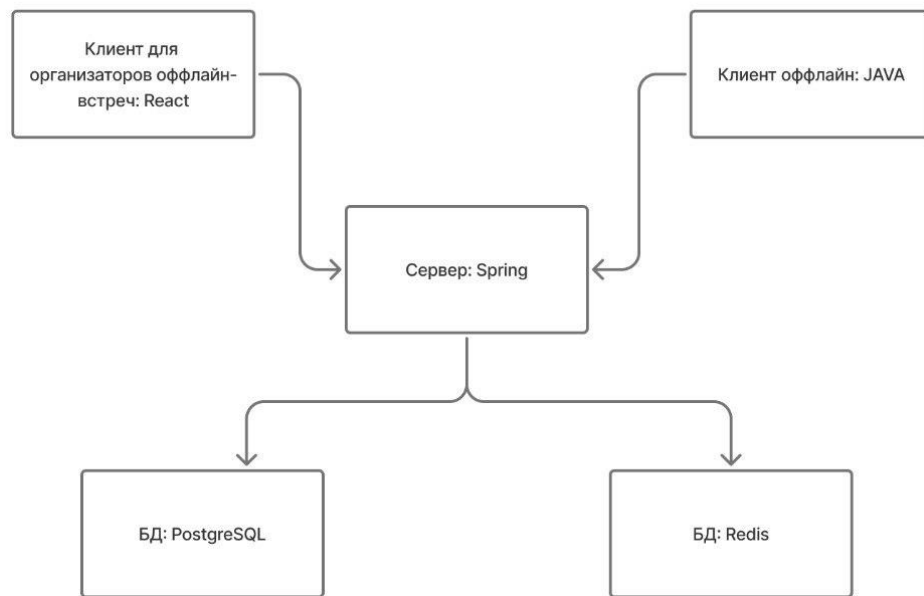 Клиент для
организаторов оффлайн-
встреч: React
Клиент оффлайн: JAVA
Сервер: Spring
БД: PostgreSQL
БД: Redis